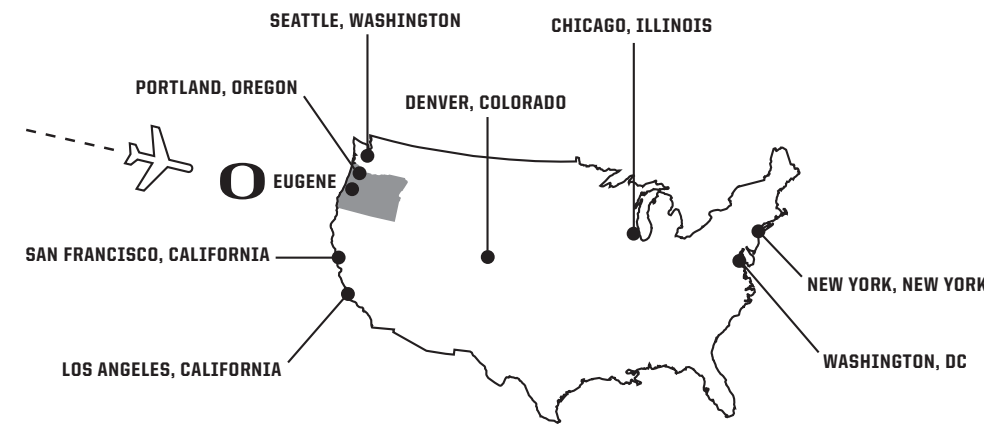 SEATTLE, WASHINGTON
CHICAGO, ILLINOIS
PORTLAND, OREGON
DENVER, COLORADO
O EUGENE
SAN FRANCISCO, CALIFORNIA
NEW YORK, NEW YORK
WASHINGTON, DC
LOS ANGELES, CALIFORNIA